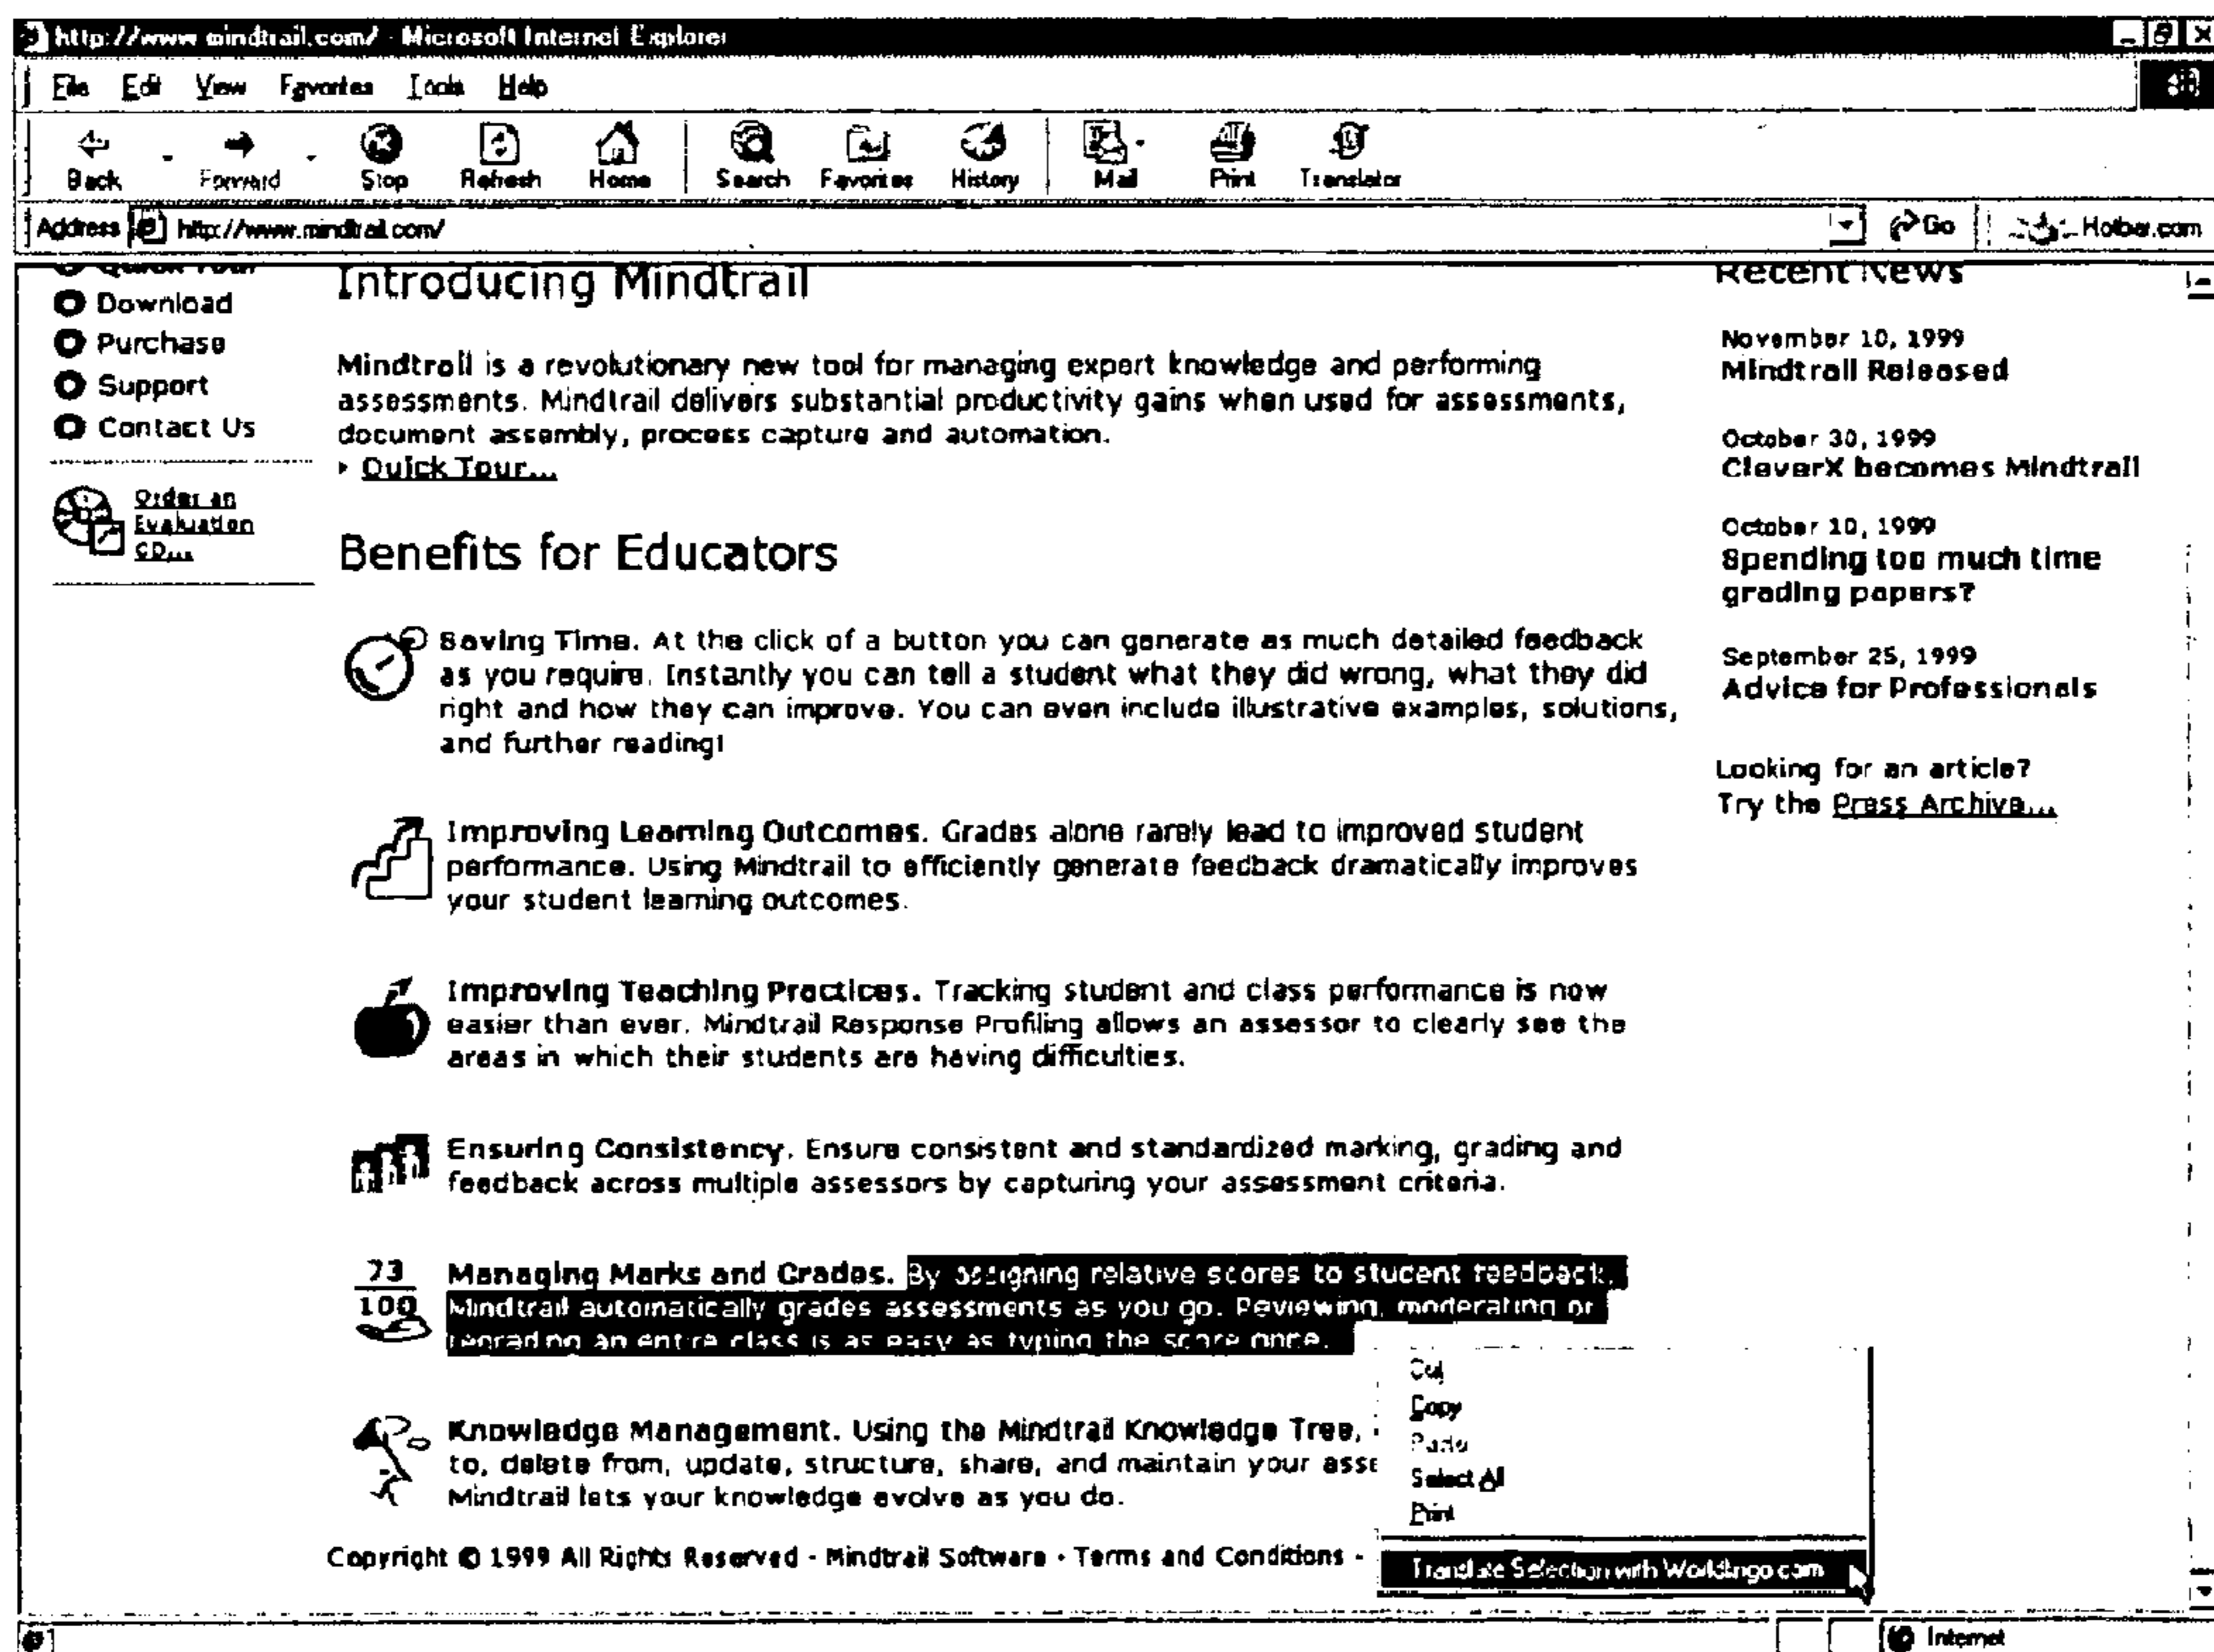 http://www.mindtrail.com/ - Microsoft Internet Explorer
File Edit View Favorites Tools Help
Back Forward Stop Refresh Home Search Favorites History Mail Print Translator
Address http://www.mindtrail.com/ Go Hotbar.com
Quick Tour
Download
Purchase
Support
Contact Us
Order an
Evaluation
CD...
Introducing Mindtrail
Mindtrail is a revolutionary new tool for managing expert knowledge and performing
assessments. Mindtrail delivers substantial productivity gains when used for assessments,
document assembly, process capture and automation.
Quick Tour...
Benefits for Educators
Saving Time. At the click of a button you can generate as much detailed feedback
as you require. Instantly you can tell a student what they did wrong, what they did
right and how they can improve. You can even include illustrative examples, solutions,
and further reading!
Improving Learning Outcomes. Grades alone rarely lead to improved student
performance. Using Mindtrail to efficiently generate feedback dramatically improves
your student learning outcomes.
Improving Teaching Practices. Tracking student and class performance is now
easier than ever. Mindtrail Response Profiling allows an assessor to clearly see the
areas in which their students are having difficulties.
Ensuring Consistency. Ensure consistent and standardized marking, grading and
feedback across multiple assessors by capturing your assessment criteria.
73
100
Managing Marks and Grades. By assigning relative scores to student feedback,
Mindtrail automatically grades assessments as you go. Reviewing, moderating or
regrading an entire class is as easy as typing the score once.
Knowledge Management. Using the Mindtrail Knowledge Tree,
to, delete from, update, structure, share, and maintain your asse
Mindtrail lets your knowledge evolve as you do.
Copyright © 1999 All Rights Reserved - Mindtrail Software - Terms and Conditions -
Recent News
November 10, 1999
Mindtrail Released
October 30, 1999
CleverX becomes Mindtrail
October 10, 1999
Spending too much time
grading papers?
September 25, 1999
Advice for Professionals
Looking for an article?
Try the Press Archive...
Cut
Copy
Paste
Select All
Print
Translate Selection with Worldlingo.com
Internet